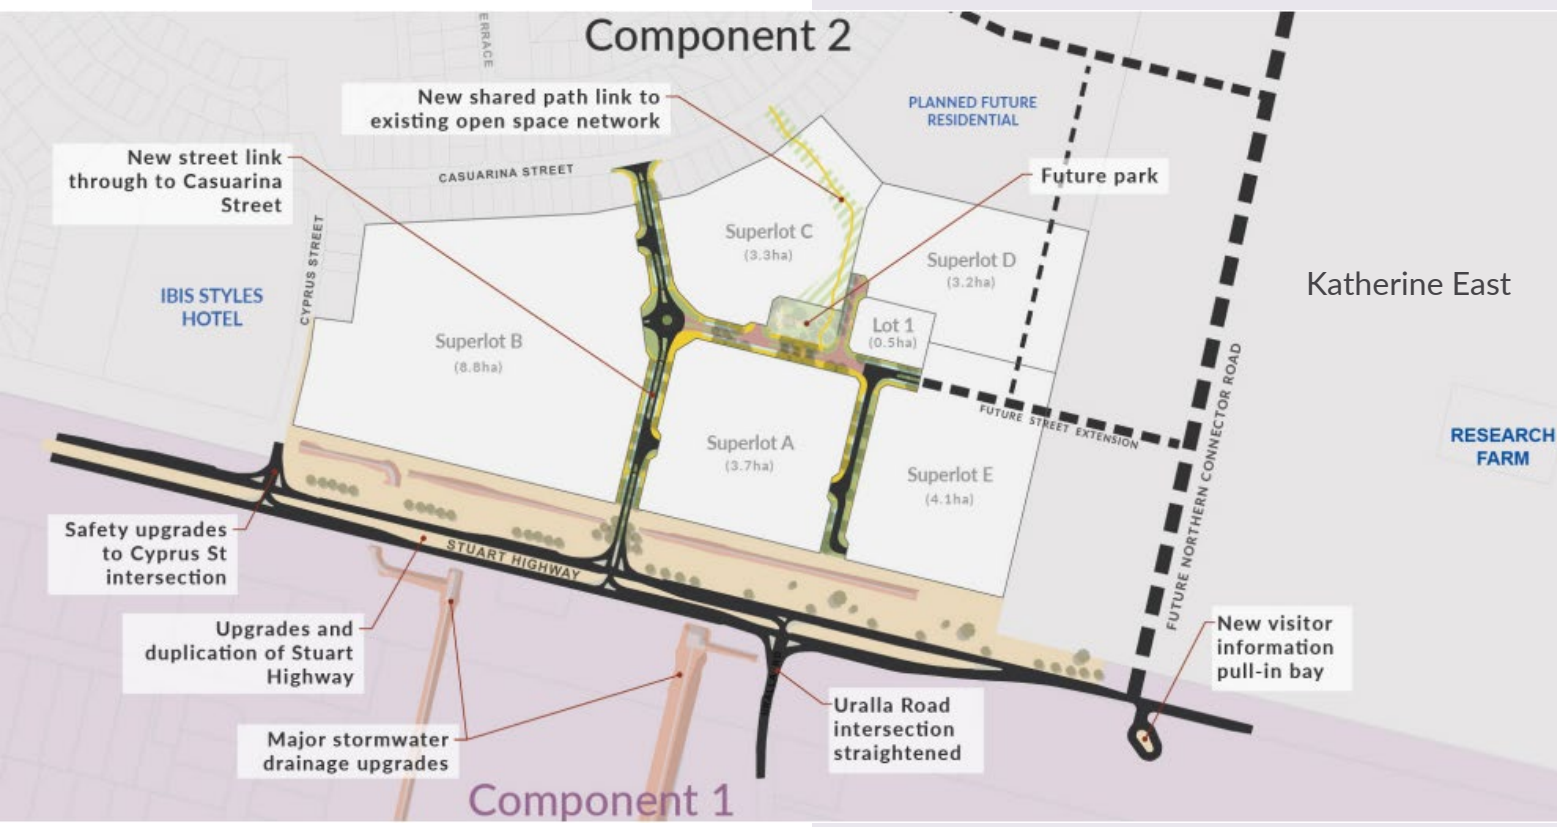 ERRACE
Component 2
New shared path link to
existing open space network
PLANNED FUTURE
RESIDENTIAL
New street link
through to Casuarina
Street
CASUARINA STREET
Future park
CYPRUS STREET
IBIS STYLES
HOTEL
Superlot C
(3.3ha)
Superlot D
(3.2ha)
Katherine East
Superlot B
(8.8ha)
Lot 1
(0.5ha)
FUTURE STREET EXTENSION
FUTURE NORTHERN CONNECTOR ROAD
RESEARCH
FARM
Superlot A
(3.7ha)
Superlot E
(4.1ha)
Safety upgrades
to Cyprus St
intersection
STUART HIGHWAY
Upgrades and
duplication of Stuart
Highway
New visitor
information
pull-in bay
Uralla Road
intersection
straightened
Major stormwater
drainage upgrades
Component 1